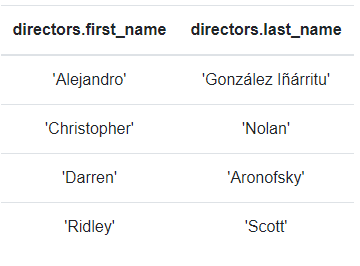 directors.first_name directors.last_name
'Alejandro' 'González Iñárritu'
'Christopher' 'Nolan'
'Darren' 'Aronofsky'
'Ridley' 'Scott'